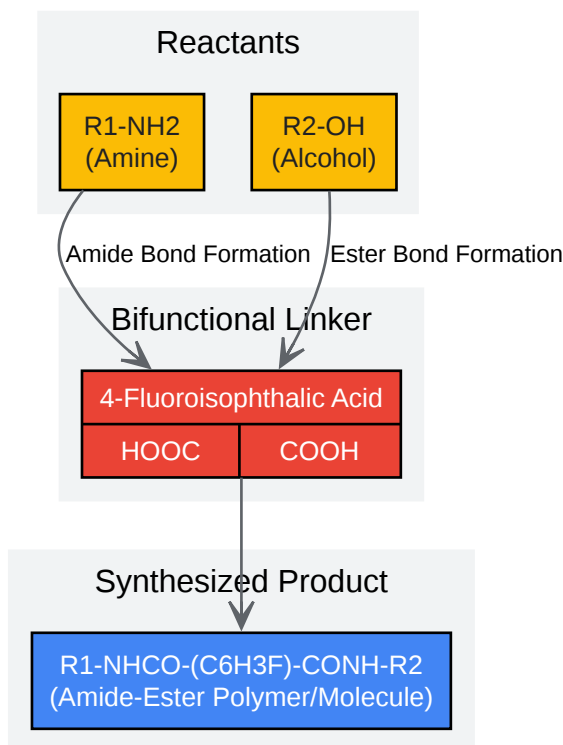 Reactants
R1-NH2
(Amine)
R2-OH
(Alcohol)
Amide Bond Formation
Ester Bond Formation
Bifunctional Linker
4-Fluoroisophthalic Acid
HOOC
COOH
Synthesized Product
R1-NHCO-(C6H3F)-CONH-R2
(Amide-Ester Polymer/Molecule)